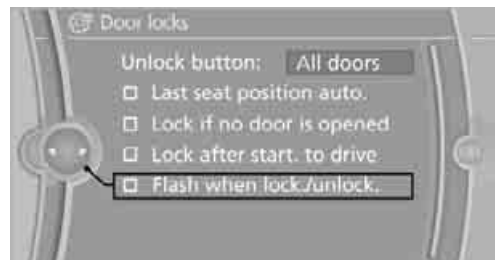 Door locks
Unlock button: All doors
Last seat position auto.
Lock if no door is opened
Lock after start. to drive
Flash when lock./unlock.